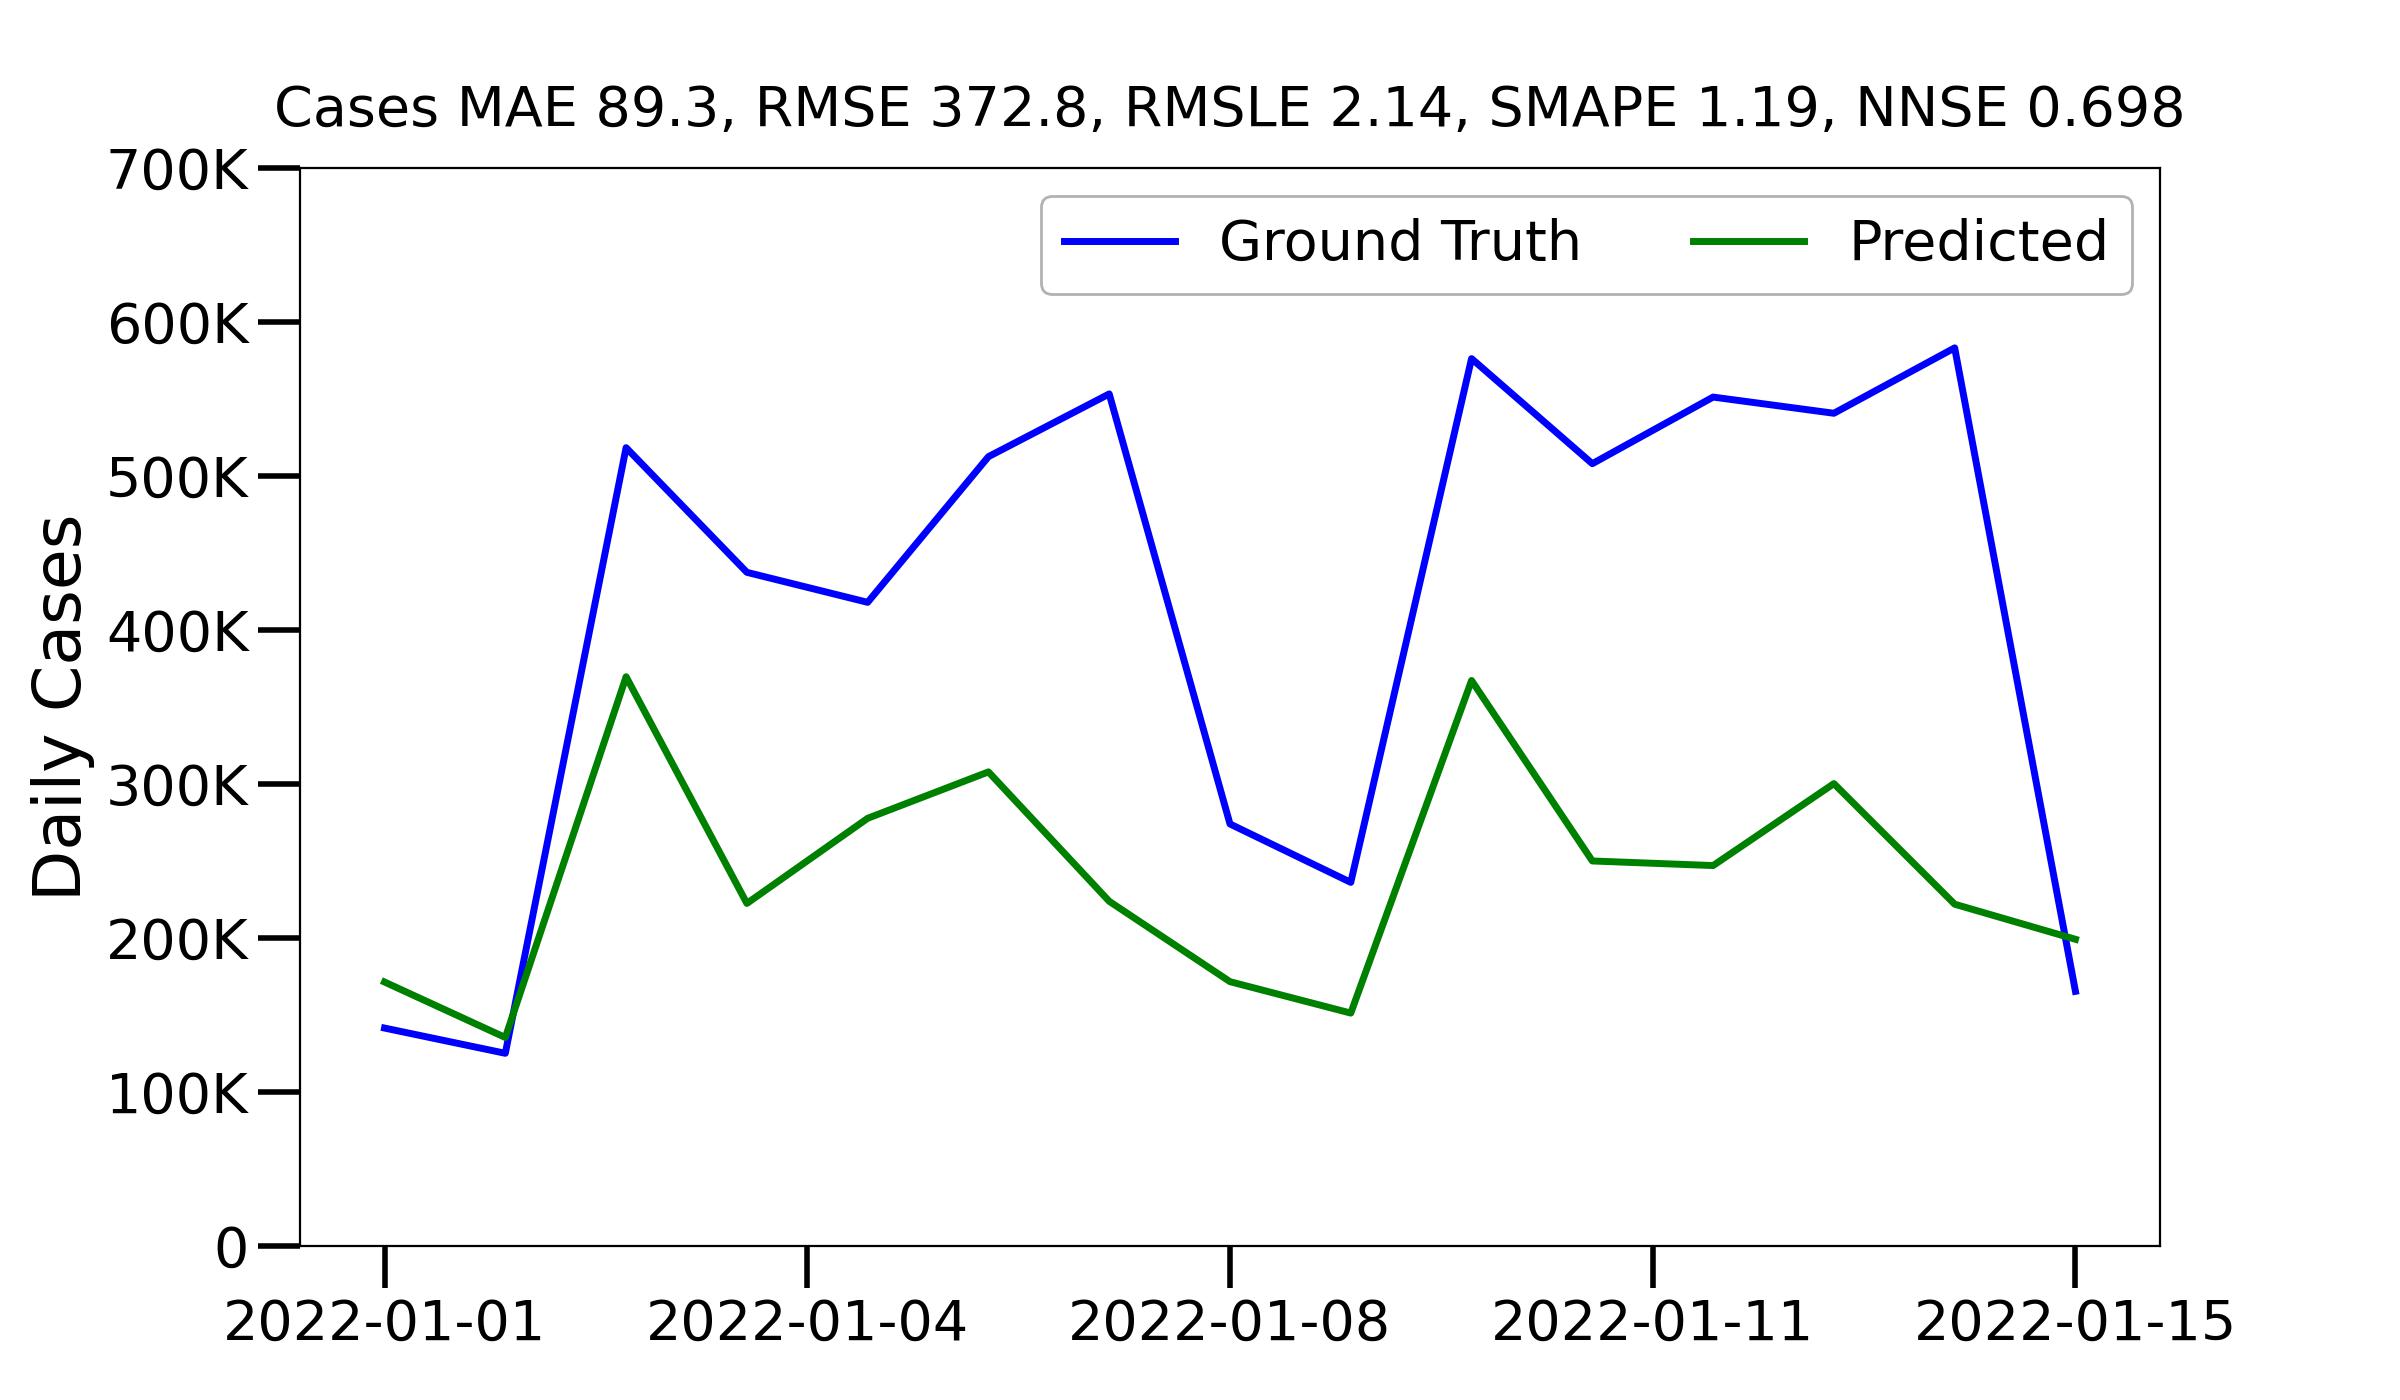 Cases MAE 89.3, RMSE 372.8, RMSLE 2.14, SMAPE 1.19, NNSE 0.698
700K
600K
500K
400K
300K
200K
100K
0
Daily Cases
Ground Truth
Predicted
2022-01-01
2022-01-04
2022-01-08
2022-01-11
2022-01-15